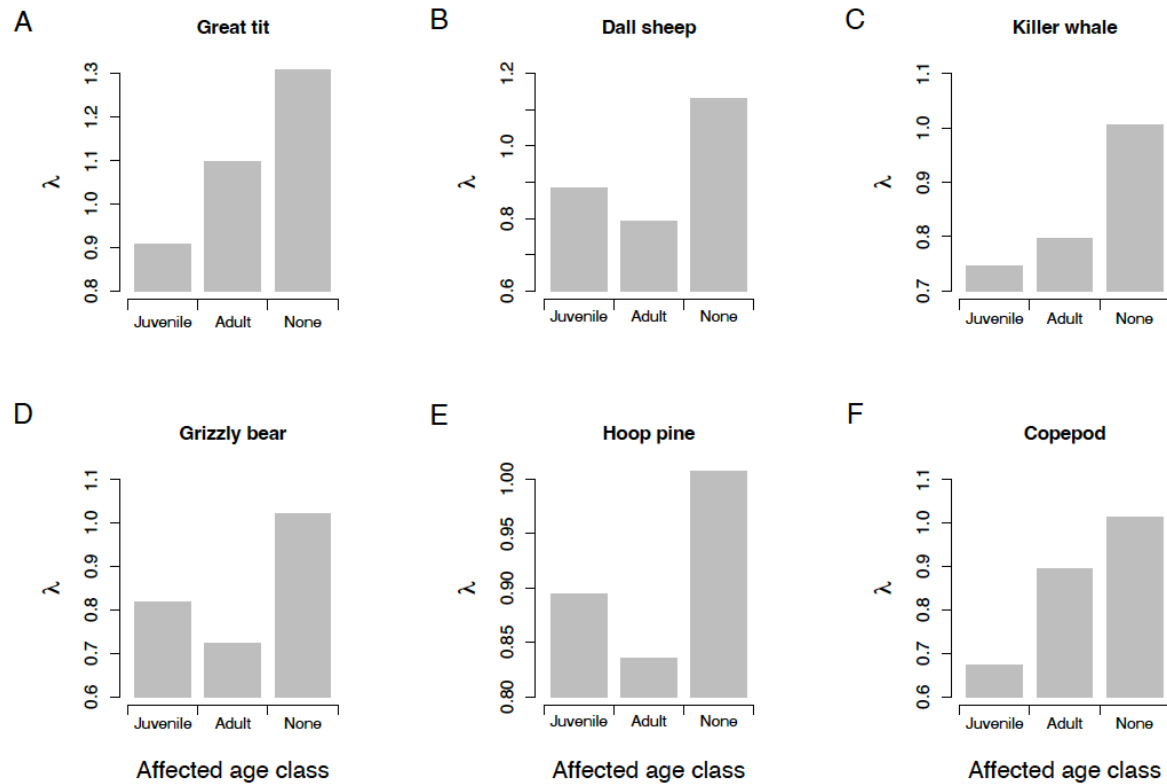 A
Great tit
λ
0.8 0.9 1.0 1.1 1.2 1.3
Juvenile Adult None
B
Dall sheep
λ
0.6 0.8 1.0 1.2
Juvenile Adult None
C
Killer whale
λ
0.7 0.8 0.9 1.0 1.1
Juvenile Adult None
D
Grizzly bear
λ
0.6 0.7 0.8 0.9 1.0 1.1
Juvenile Adult None
Affected age class
E
Hoop pine
λ
0.80 0.85 0.90 0.95 1.00
Juvenile Adult None
Affected age class
F
Copepod
λ
0.6 0.7 0.8 0.9 1.0 1.1
Juvenile Adult None
Affected age class